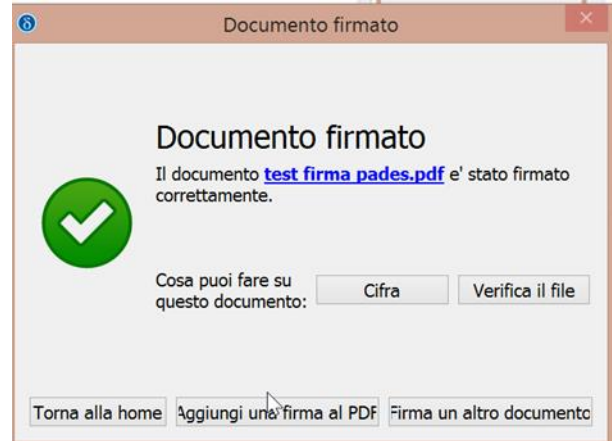 Documento firmato
Documento firmato
Il documento test firma pades.pdf e' stato firmato
correttamente.
Cosa puoi fare su
questo documento:
Cifra
Verifica il file
Torna alla home
Aggiungi una firma al PDF
Firma un altro documento